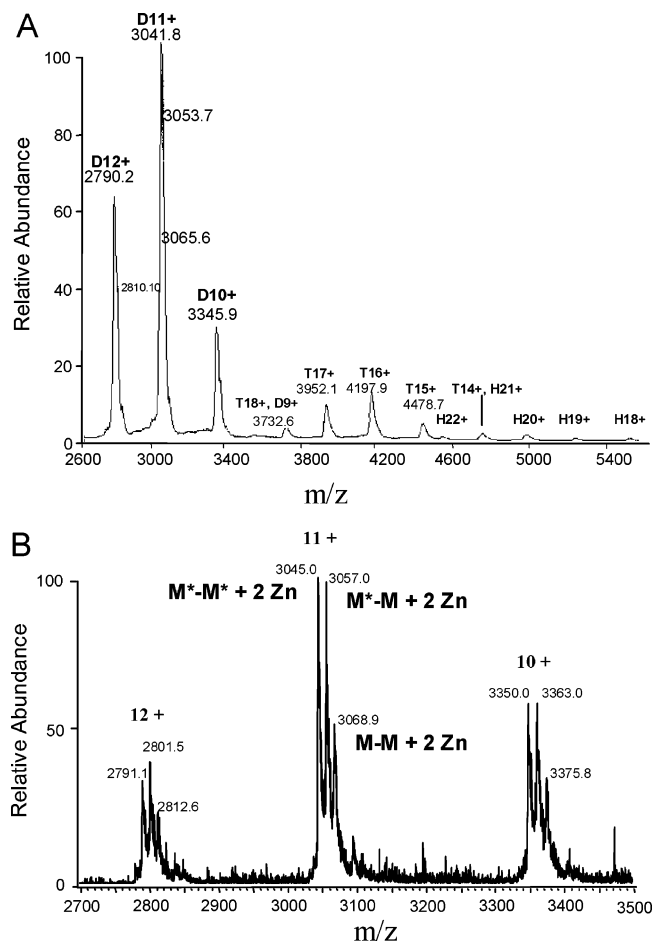 A
D11+
3041.8
100
3053.7
80
D12+
2790.2
60
3065.6
Relative Abundance
40
2810.10
D10+
3345.9
20
T17+
3952.1
T16+
4197.9
T15+
4478.7
T14+, H21+
T18+, D9+
3732.6
H22+
H20+
H19+
H18+
0
2600 3000 3400 3800 4200 4600 5000 5400
m/z
B
11 +
3045.0
3057.0
100
M*-M* + 2 Zn
M*-M + 2 Zn
10 +
3350.0 3363.0
12 +
3068.9
M-M + 2 Zn
2801.5
2791.1
2812.6
3375.8
Relative Abundance
50
0
2700 2800 2900 3000 3100 3200 3300 3400 3500
m/z